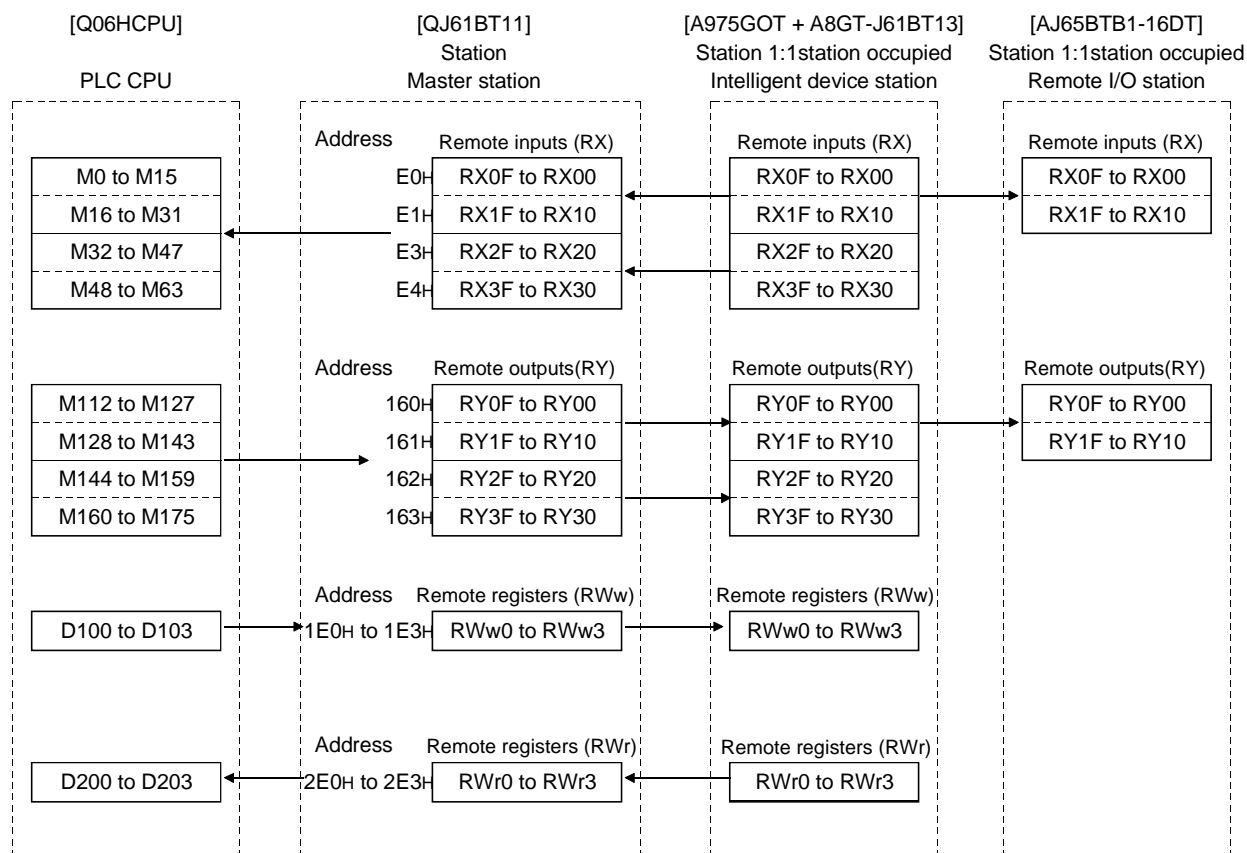 [Q06HCPU] [QJ61BT11] [A975GOT + A8GT-J61BT13] [AJ65BTB1-16DT]
Station Station 1:1station occupied Station 1:1station occupied
PLC CPU Master station Intelligent device station Remote I/O station
Address Remote inputs (RX) Remote inputs (RX) Remote inputs (RX)
M0 to M15 E0H RX0F to RX00 RX0F to RX00 RX0F to RX00
M16 to M31 E1H RX1F to RX10 RX1F to RX10 RX1F to RX10
M32 to M47 E3H RX2F to RX20 RX2F to RX20
M48 to M63 E4H RX3F to RX30 RX3F to RX30
Address Remote outputs(RY) Remote outputs(RY) Remote outputs(RY)
M112 to M127 160H RY0F to RY00 RY0F to RY00 RY0F to RY00
M128 to M143 161H RY1F to RY10 RY1F to RY10 RY1F to RY10
M144 to M159 162H RY2F to RY20 RY2F to RY20
M160 to M175 163H RY3F to RY30 RY3F to RY30
Address Remote registers (RWw) Remote registers (RWw)
D100 to D103 1E0H to 1E3H RWw0 to RWw3 RWw0 to RWw3
Address Remote registers (RWr) Remote registers (RWr)
D200 to D203 2E0H to 2E3H RWr0 to RWr3 RWr0 to RWr3